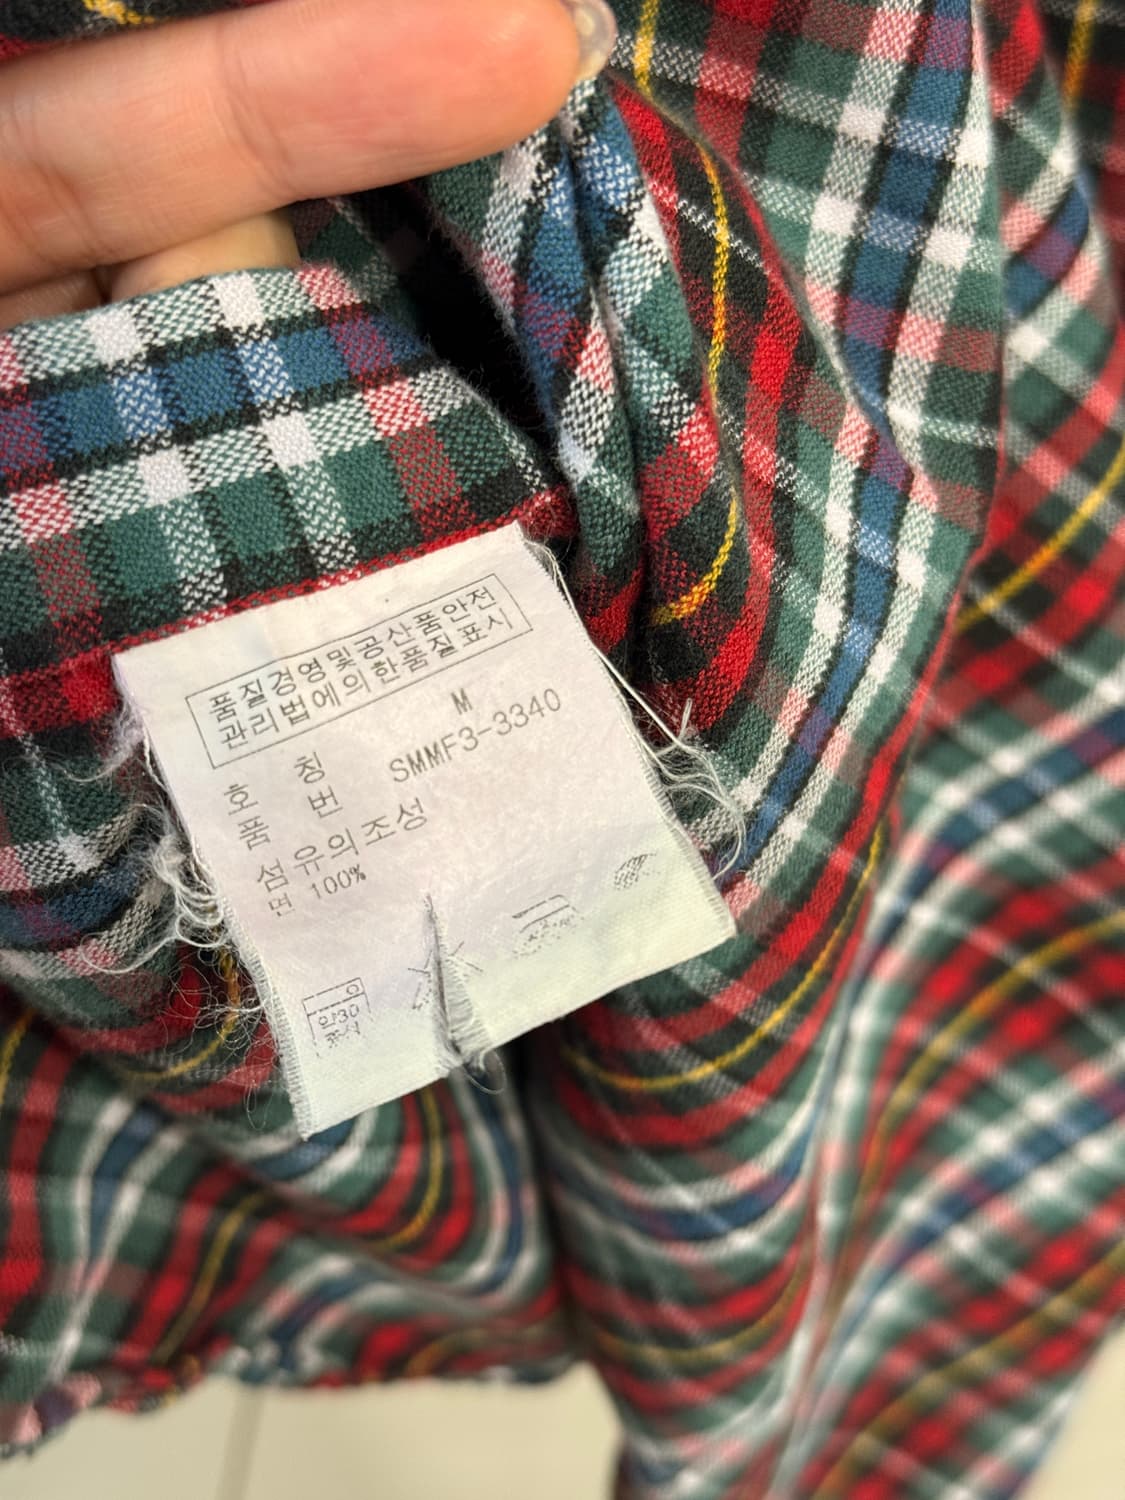 품질경영및공산품안전
관리법에의한품질표시
호 칭 M
품 번 SMMF3-3340
섬유의조성
면 100%
약30
중성